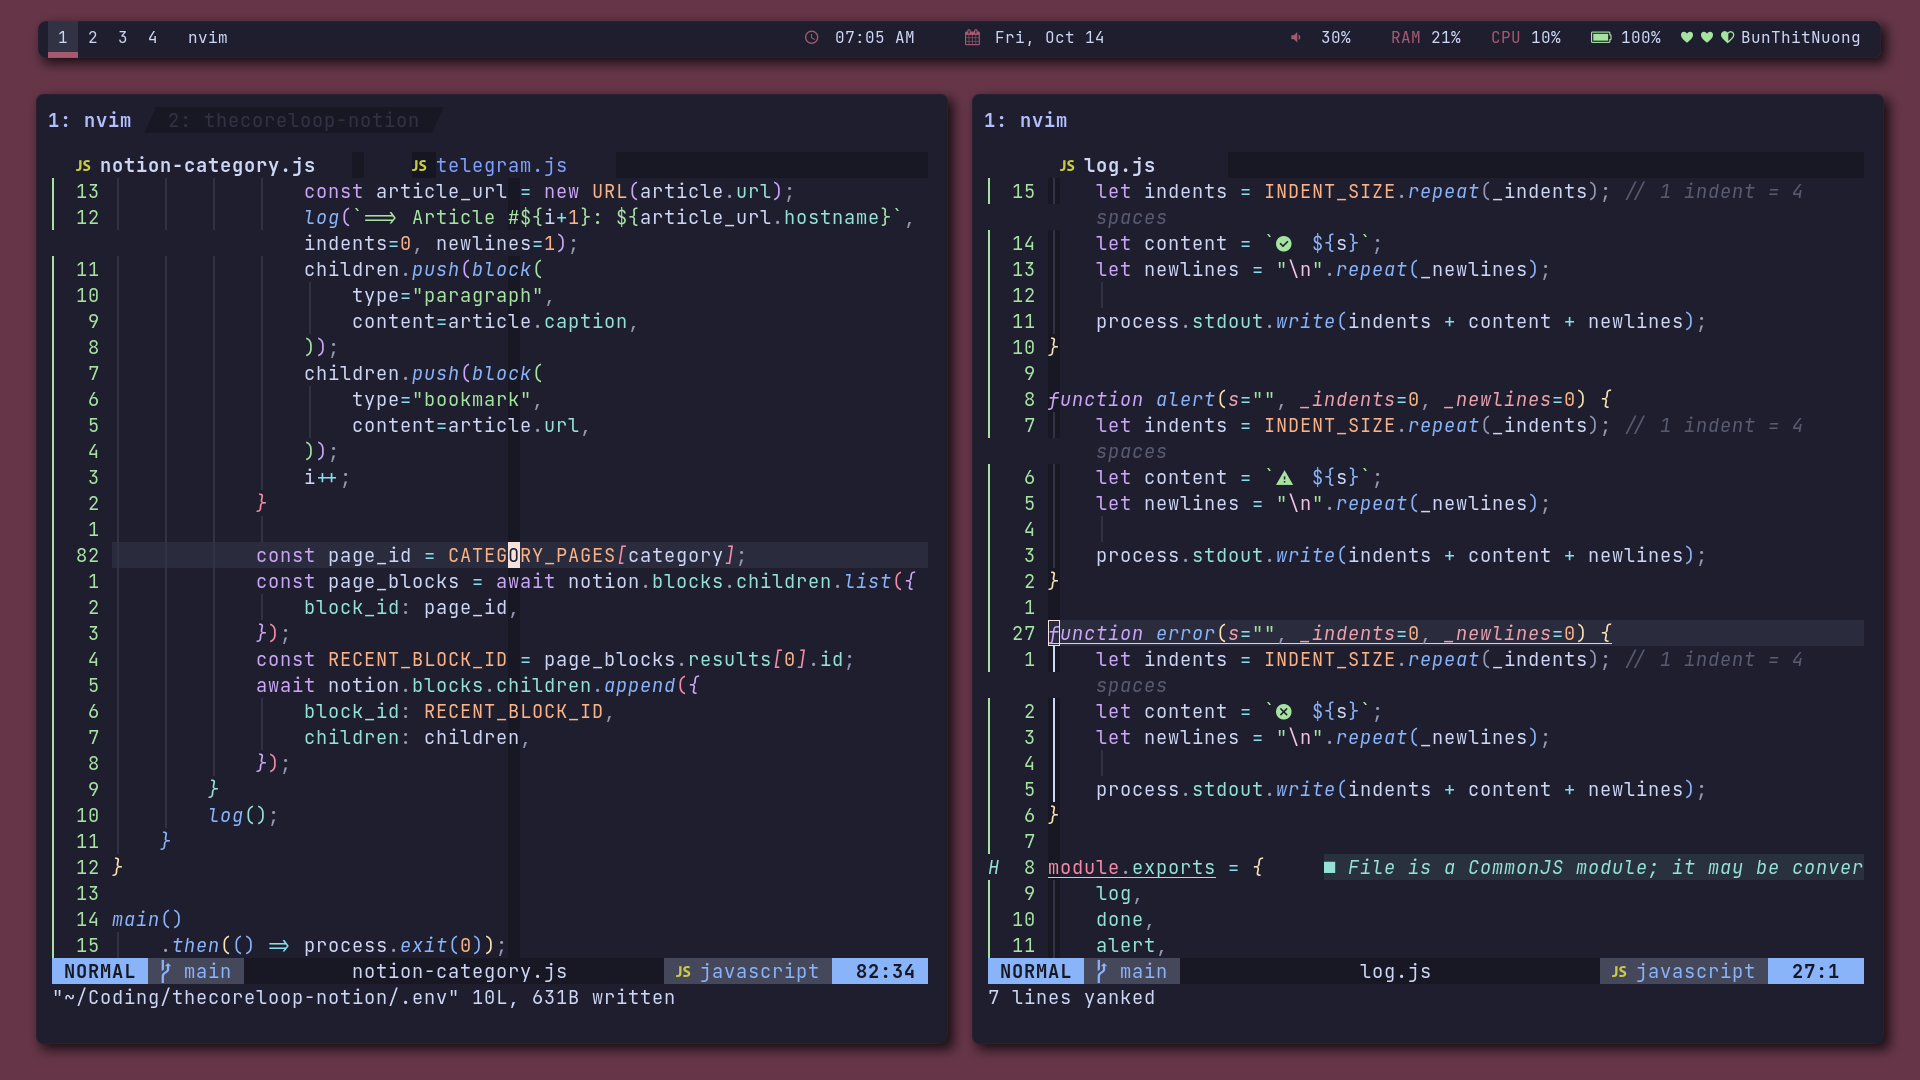 1 2 3 4 nvim 07:05 AM Fri, Oct 14 30% RAM 21% CPU 10% 100% BunThitNuong
1: nvim 2: thecoreloop-notion
JS notion-category.js JS telegram.js
13 const article_url = new URL(article.url);
12 log(`==> Article #${i+1}: ${article_url.hostname}`,
indents=0, newlines=1);
11 children.push(block(
10 type="paragraph",
9 content=article.caption,
8 ));
7 children.push(block(
6 type="bookmark",
5 content=article.url,
4 ));
3 i++;
2 }
1
82 const page_id = CATEGORY_PAGES[category];
1 const page_blocks = await notion.blocks.children.list({
2 block_id: page_id,
3 });
4 const RECENT_BLOCK_ID = page_blocks.results[0].id;
5 await notion.blocks.children.append({
6 block_id: RECENT_BLOCK_ID,
7 children: children,
8 });
9 }
10 log();
11 }
12 }
13
14 main()
15 .then(() => process.exit(0));
NORMAL main notion-category.js JS javascript 82:34
"~/Coding/thecoreloop-notion/.env" 10L, 631B written
1: nvim
JS log.js
15 let indents = INDENT_SIZE.repeat(_indents); // 1 indent = 4
spaces
14 let content = `✓ ${s}`;
13 let newlines = "\n".repeat(_newlines);
12
11 process.stdout.write(indents + content + newlines);
10 }
9
8 function alert(s="", _indents=0, _newlines=0) {
7 let indents = INDENT_SIZE.repeat(_indents); // 1 indent = 4
spaces
6 let content = `⚠ ${s}`;
5 let newlines = "\n".repeat(_newlines);
4
3 process.stdout.write(indents + content + newlines);
2 }
1
27 function error(s="", _indents=0, _newlines=0) {
1 let indents = INDENT_SIZE.repeat(_indents); // 1 indent = 4
spaces
2 let content = `✗ ${s}`;
3 let newlines = "\n".repeat(_newlines);
4
5 process.stdout.write(indents + content + newlines);
6 }
7
H 8 module.exports = { ■ File is a CommonJS module; it may be conver
9 log,
10 done,
11 alert,
NORMAL main log.js JS javascript 27:1
7 lines yanked